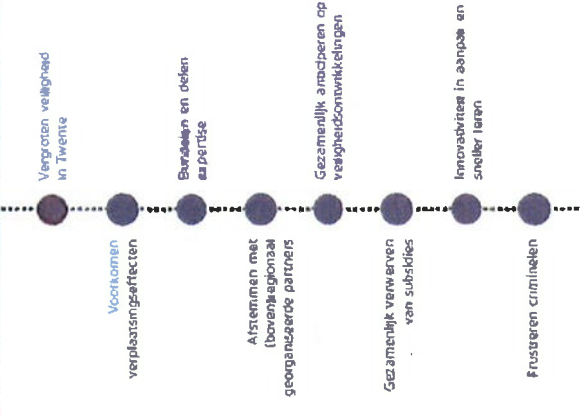 Vergroten veiligheid
in Twente
Voorkomen
verplaatsingseffecten
Bundelen en delen
expertise
Afstemmen met
(boven)regionaal
georganiseerde partners
Gezamenlijk anticiperen op
veiligheidsontwikkelingen
Gezamenlijk verwerven
van subsidies
Innovativiteit in aanpak en
sneller leren
Frustreren criminelen